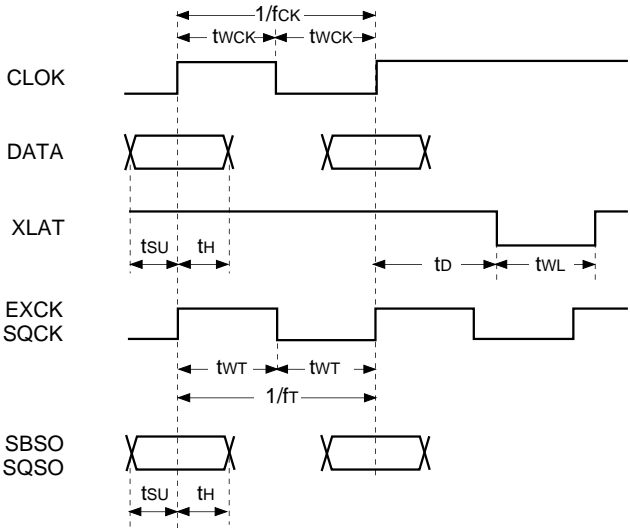 1/fCK
tWCK tWCK
CLOK
DATA
XLAT
tSU tH
tD tWL
EXCK
SQCK
tWT tWT
1/fT
SBSO
SQSO
tSU tH